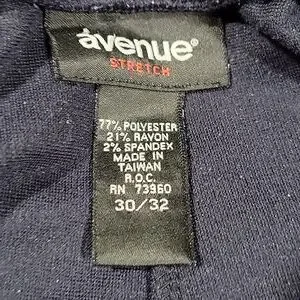 avenue®
STRETCH
77% POLYESTER
21% RAYON
2% SPANDEX
MADE IN
TAIWAN
R.O.C.
RN 73960
30/32